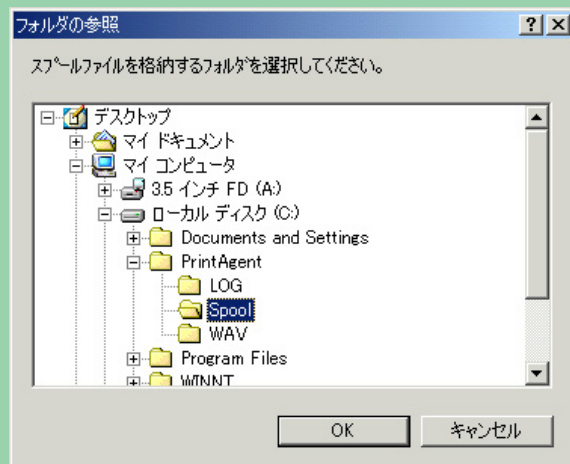 フォルダの参照
スプールファイルを格納するフォルダを選択してください。
デスクトップ
マイ ドキュメント
マイ コンピュータ
3.5 インチ FD (A:)
ローカル ディスク (C:)
Documents and Settings
PrintAgent
LOG
Spool
WAV
Program Files
WINNT
OK
キャンセル